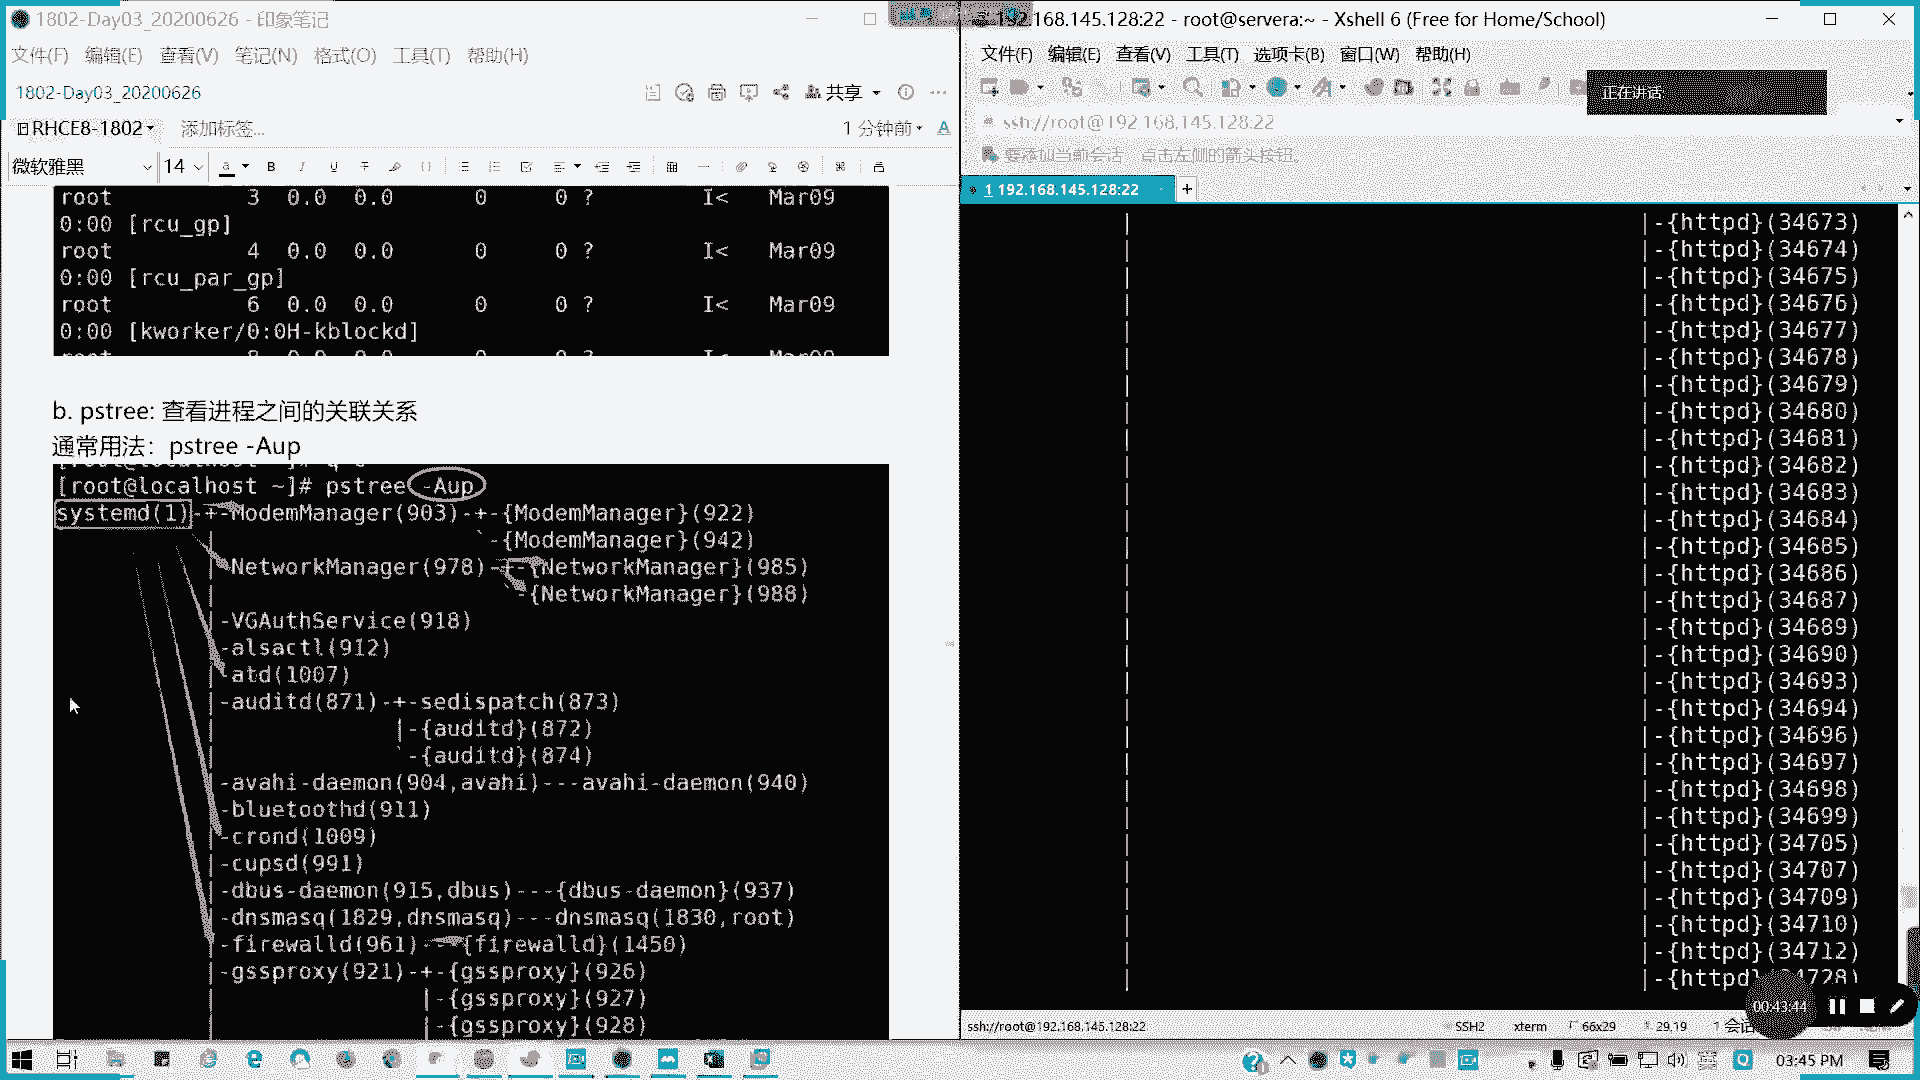 1802-Day03_20200626 - 印象笔记
文件(F) 编辑(E) 查看(V) 笔记(N) 格式(O) 工具(T) 帮助(H)
1802-Day03_20200626
共享
RHCE8-1802
添加标签...
1 分钟前
微软雅黑 14
root 3 0.0 0.0 0 0 ? I< Mar09
0:00 [rcu_gp]
root 4 0.0 0.0 0 0 ? I< Mar09
0:00 [rcu_par_gp]
root 6 0.0 0.0 0 0 ? I< Mar09
0:00 [kworker/0:0H-kblockd]
b. pstree: 查看进程之间的关联关系
通常用法：pstree -Aup
[root@localhost ~]# pstree -Aup
systemd(1)-+-ModemManager(903)-+-{ModemManager}(922)
`-{ModemManager}(942)
|-NetworkManager(978)-+-{NetworkManager}(985)
`-{NetworkManager}(988)
|-VGAuthService(918)
|-alsactl(912)
|-atd(1007)
|-auditd(871)-+-sedispatch(873)
| |-{auditd}(872)
| `-{auditd}(874)
|-avahi-daemon(904,avahi)---avahi-daemon(940)
|-bluetoothd(911)
|-crond(1009)
|-cupsd(991)
|-dbus-daemon(915,dbus)---{dbus-daemon}(937)
|-dnsmasq(1829,dnsmasq)---dnsmasq(1830,root)
|-firewalld(961)---{firewalld}(1450)
|-gssproxy(921)-+-{gssproxy}(926)
| |-{gssproxy}(927)
| |-{gssproxy}(928)
192.168.145.128:22 - root@servera:~ - Xshell 6 (Free for Home/School)
文件(F) 编辑(E) 查看(V) 工具(T) 选项卡(B) 窗口(W) 帮助(H)
正在讲话:
ssh://root@192.168.145.128:22
要添加当前会话，点击左侧的箭头按钮。
1 192.168.145.128:22
| |-{httpd}(34673)
| |-{httpd}(34674)
| |-{httpd}(34675)
| |-{httpd}(34676)
| |-{httpd}(34677)
| |-{httpd}(34678)
| |-{httpd}(34679)
| |-{httpd}(34680)
| |-{httpd}(34681)
| |-{httpd}(34682)
| |-{httpd}(34683)
| |-{httpd}(34684)
| |-{httpd}(34685)
| |-{httpd}(34686)
| |-{httpd}(34687)
| |-{httpd}(34689)
| |-{httpd}(34690)
| |-{httpd}(34693)
| |-{httpd}(34694)
| |-{httpd}(34696)
| |-{httpd}(34697)
| |-{httpd}(34698)
| |-{httpd}(34699)
| |-{httpd}(34705)
| |-{httpd}(34707)
| |-{httpd}(34709)
| |-{httpd}(34710)
| |-{httpd}(34712)
| |-{httpd}(34728)
00:43:44
ssh://root@192.168.145.128:22 SSH2 xterm 66x29 29,19 1 会话
03:45 PM